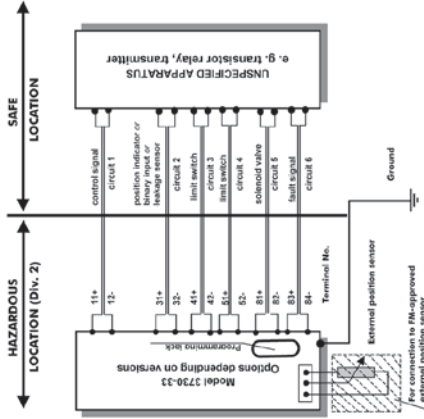 SAFE
LOCATION
UNSPECIFIED APPARATUS
e. g. transistor relay, transmitter
control signal
circuit 1
position indicator or
binary input or
leakage sensor
circuit 2
limit switch
circuit 3
limit switch
circuit 4
solenoid valve
circuit 5
fault signal
circuit 6
Ground
HAZARDOUS
LOCATION (Div. 2)
11+
12-
31+
32-
41+
42-
51+
52-
81+
82-
83+
84-
Terminal No.
Model 3730-33
Options depending on versions
Programming jack
External position sensor
For connection to FM-approved
external position sensor